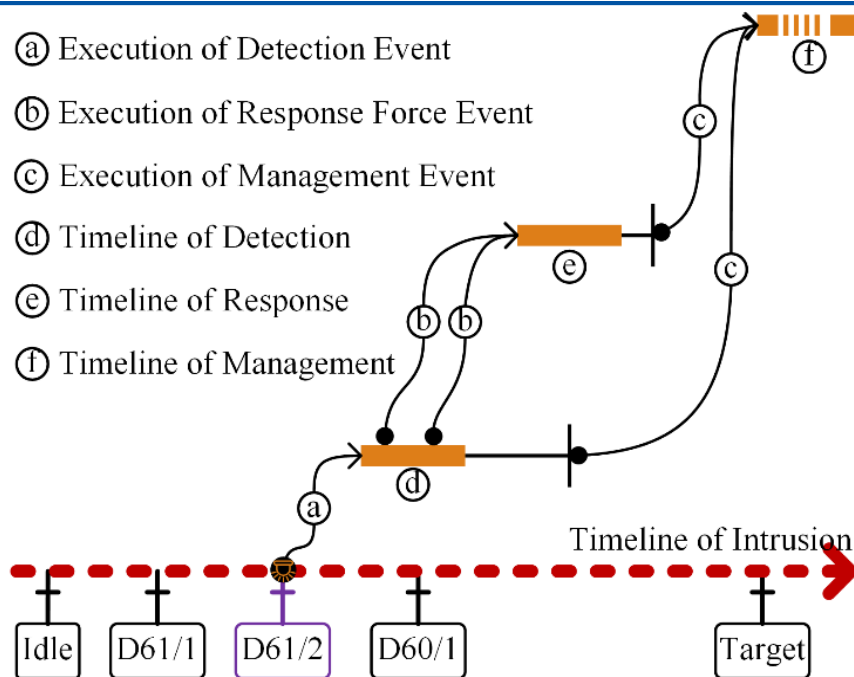 a Execution of Detection Event
b Execution of Response Force Event
c Execution of Management Event
d Timeline of Detection
e Timeline of Response
f Timeline of Management
f
c
e
c
b b
d
a
Timeline of Intrusion
Idle D61/1 D61/2 D60/1 Target